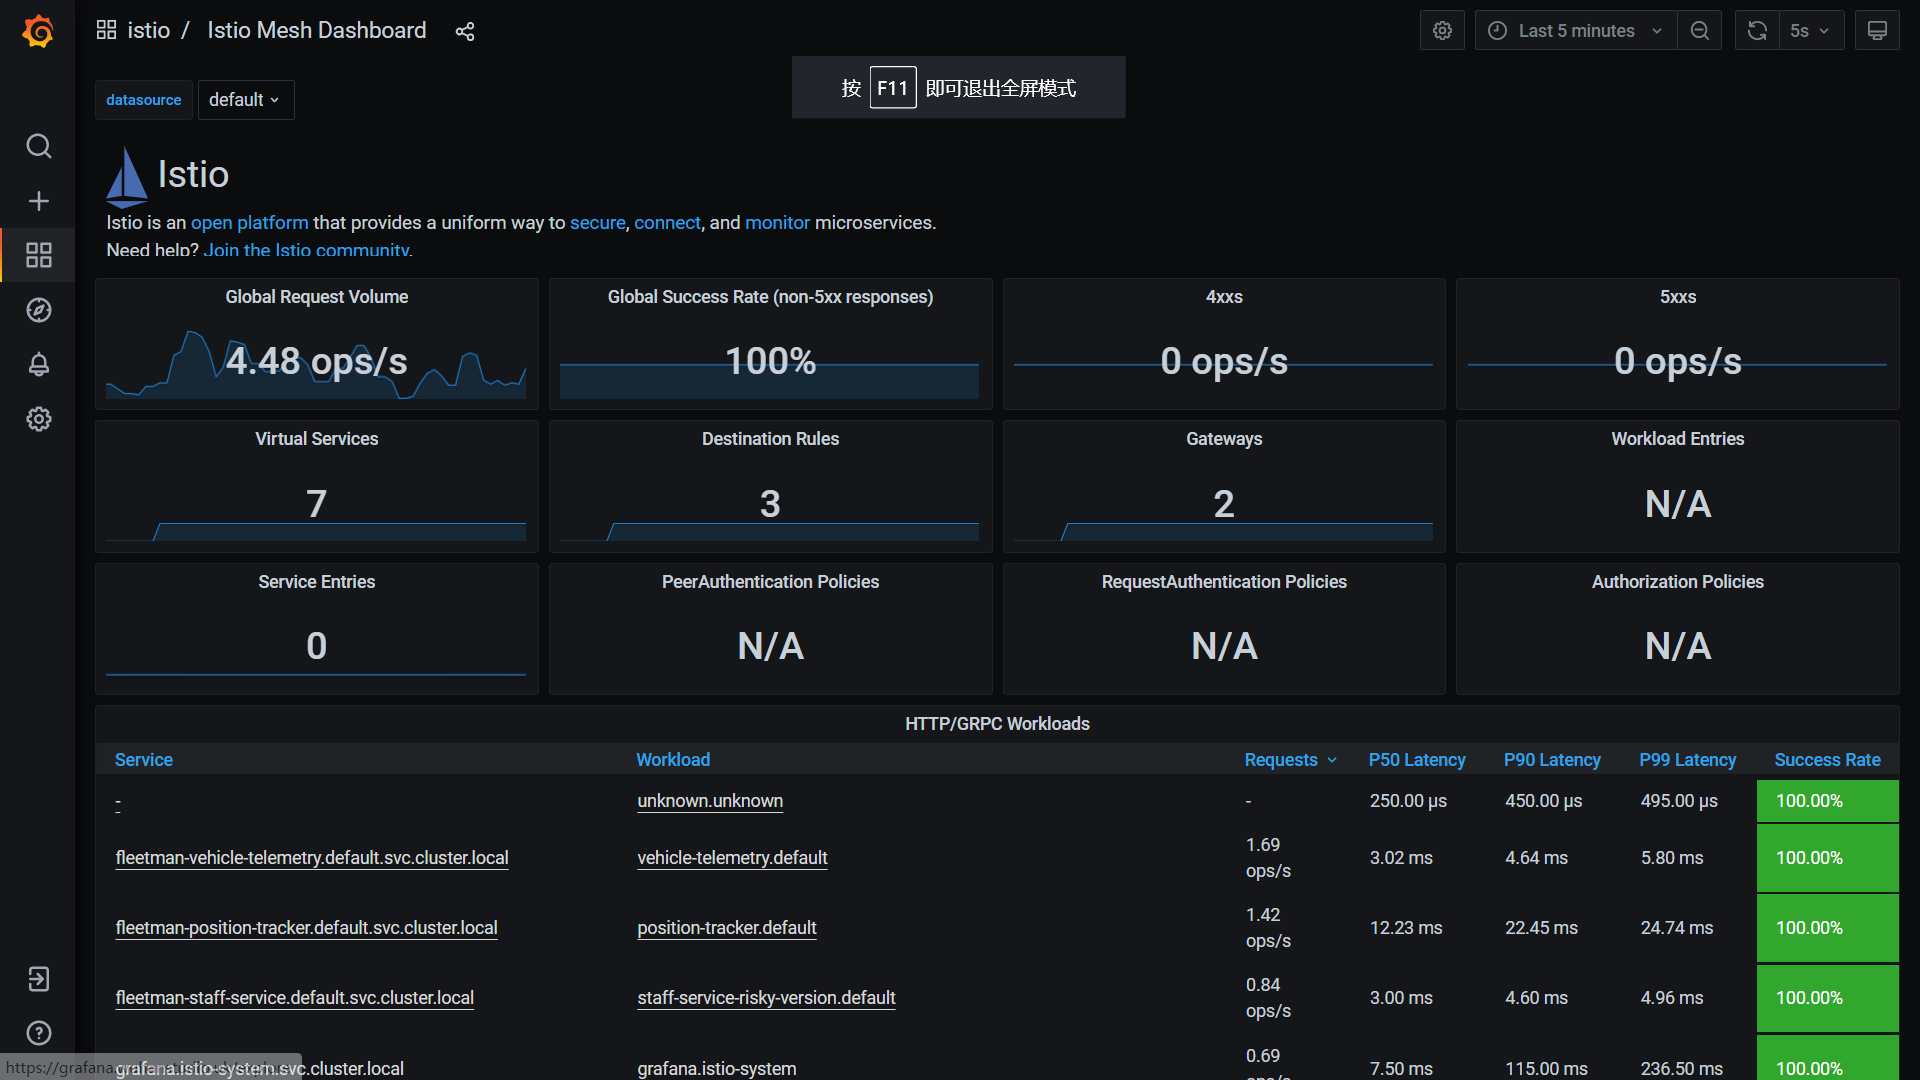 istio / Istio Mesh Dashboard
Last 5 minutes
5s
按 F11 即可退出全屏模式
datasource default
Istio
Istio is an open platform that provides a uniform way to secure, connect, and monitor microservices.
Need help? Join the Istio community.
Global Request Volume
4.48 ops/s
Global Success Rate (non-5xx responses)
100%
4xxs
0 ops/s
5xxs
0 ops/s
Virtual Services
7
Destination Rules
3
Gateways
2
Workload Entries
N/A
Service Entries
0
PeerAuthentication Policies
N/A
RequestAuthentication Policies
N/A
Authorization Policies
N/A
HTTP/GRPC Workloads
Service Workload Requests P50 Latency P90 Latency P99 Latency Success Rate
- unknown.unknown - 250.00 µs 450.00 µs 495.00 µs 100.00%
fleetman-vehicle-telemetry.default.svc.cluster.local vehicle-telemetry.default 1.69 ops/s 3.02 ms 4.64 ms 5.80 ms 100.00%
fleetman-position-tracker.default.svc.cluster.local position-tracker.default 1.42 ops/s 12.23 ms 22.45 ms 24.74 ms 100.00%
fleetman-staff-service.default.svc.cluster.local staff-service-risky-version.default 0.84 ops/s 3.00 ms 4.60 ms 4.96 ms 100.00%
grafana.istio-system.svc.cluster.local grafana.istio-system 0.69 7.50 ms 115.00 ms 236.50 ms 100.00%
https://grafana